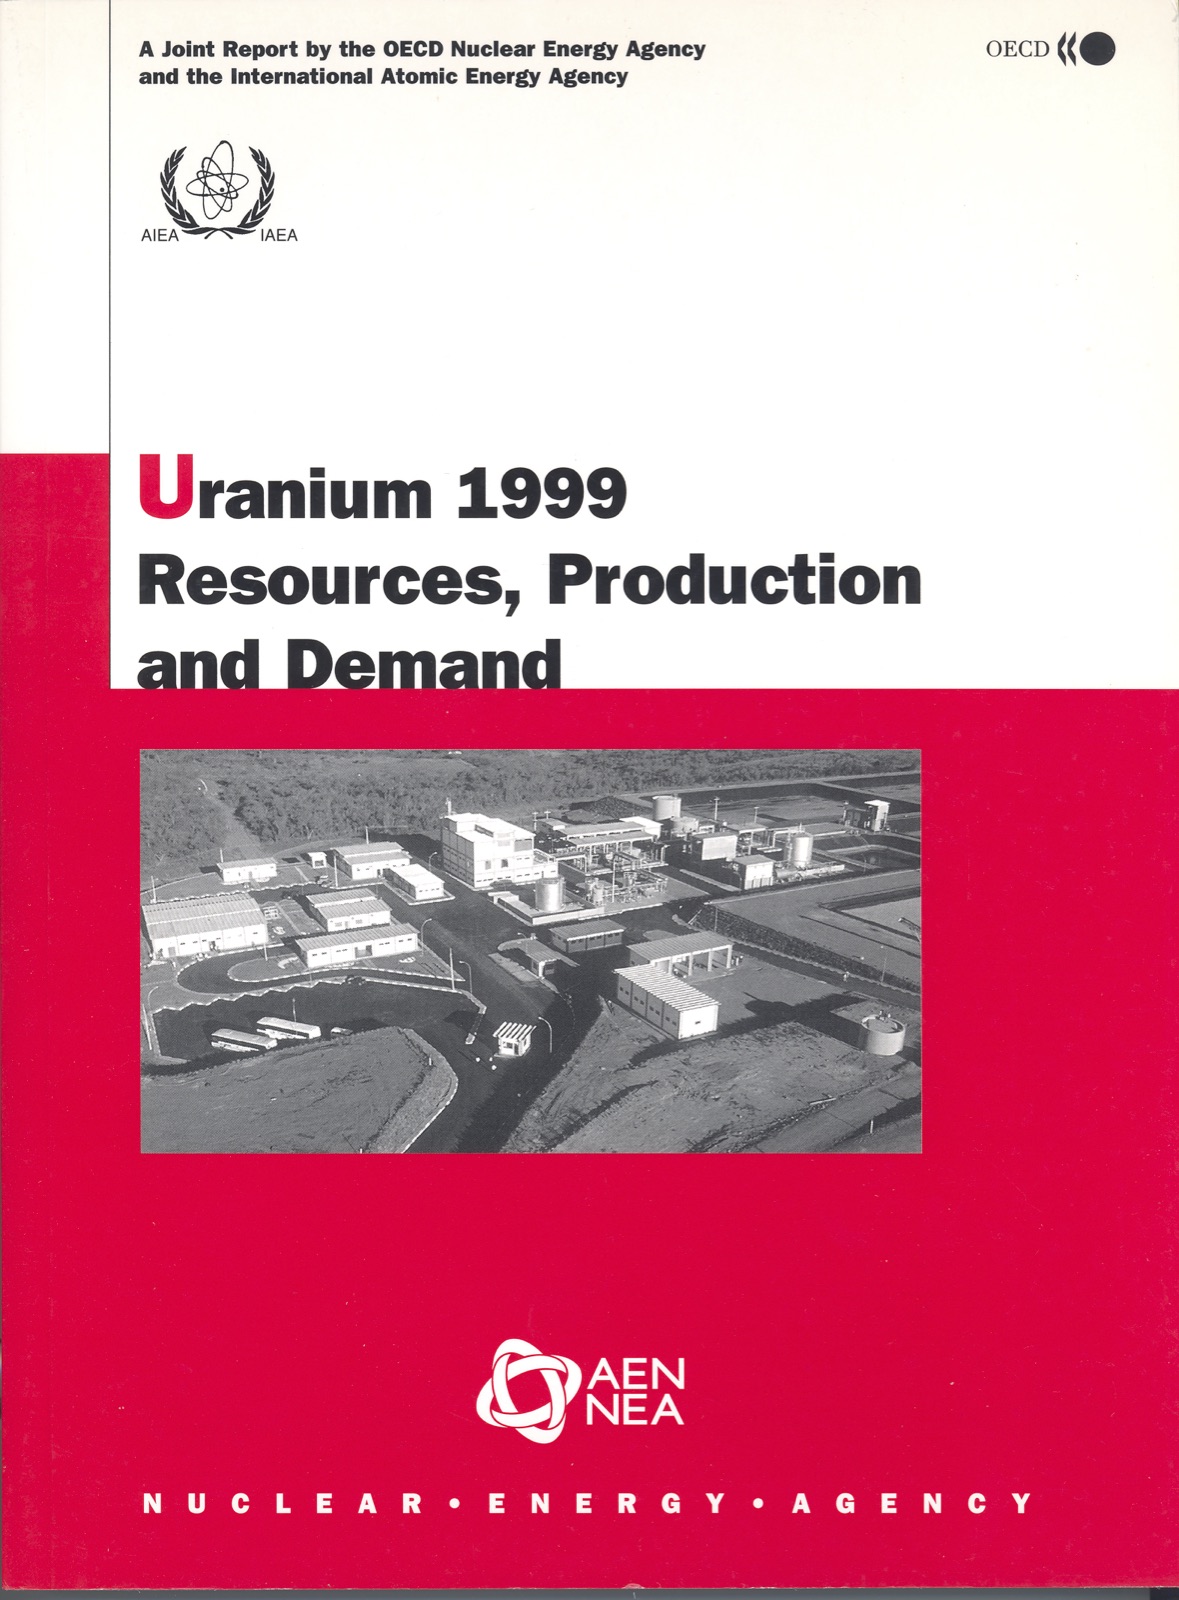 A Joint Report by the OECD Nuclear Energy Agency
and the International Atomic Energy Agency
OECD
AIEA IAEA
Uranium 1999
Resources, Production
and Demand
AEN
NEA
NUCLEAR•ENERGY•AGENCY